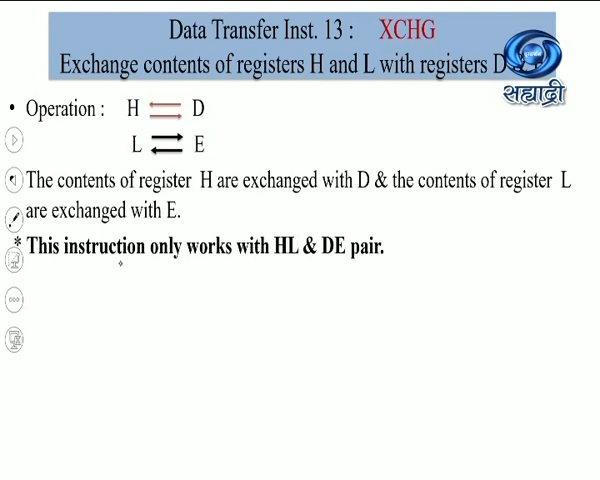 Data Transfer Inst. 13 : XCHG
Exchange contents of registers H and L with registers D
सह्याद्री
• Operation : H D
L E
The contents of register H are exchanged with D & the contents of register L
are exchanged with E.
* This instruction only works with HL & DE pair.